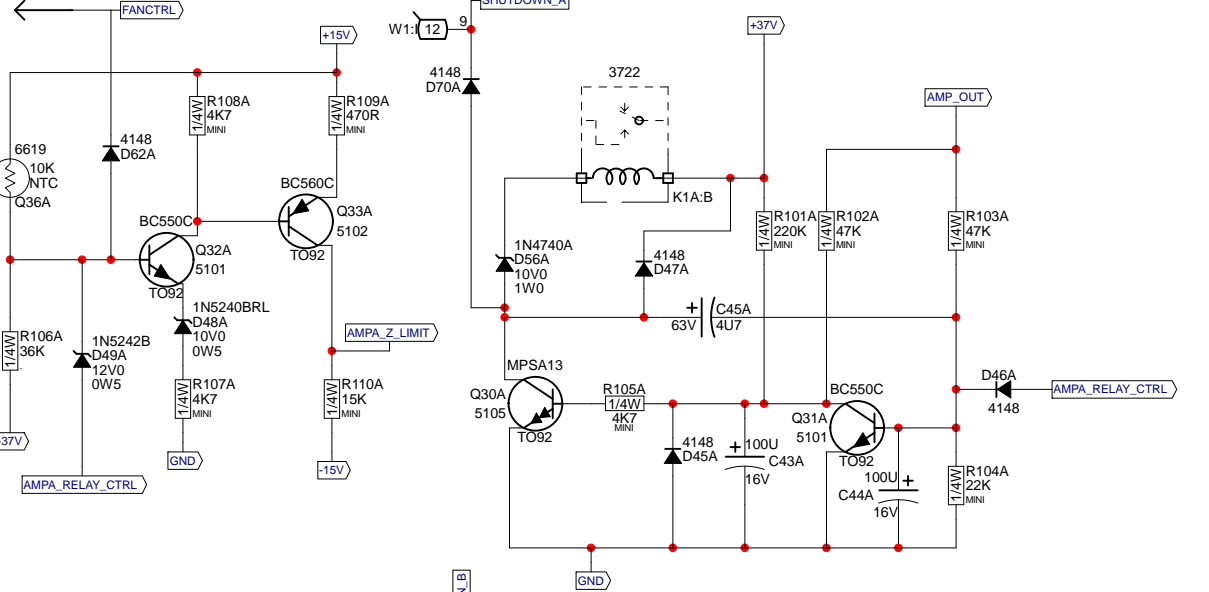 FANCTRL
+15V
R108A
4K7
1/4W
MINI
R109A
470R
1/4W
MINI
4148
D62A
6619
10K
NTC
Q36A
BC550C
Q32A
5101
TO92
BC560C
Q33A
5102
TO92
R106A
36K
1/4W
1N5242B
D49A
12V0
0W5
1N5240BRL
D48A
10V0
0W5
R107A
4K7
1/4W
MINI
GND
AMPA_Z_LIMIT
R110A
15K
1/4W
MINI
-15V
-37V
AMPA_RELAY_CTRL
SHUTDOWN_A
W1:I
12
9
4148
D70A
3722
K1A:B
+37V
1N4740A
D56A
10V0
1W0
4148
D47A
+
63V
C45A
4U7
R101A
220K
1/4W
MINI
R102A
47K
1/4W
MINI
AMP_OUT
R103A
47K
1/4W
MINI
MPSA13
Q30A
5105
TO92
R105A
1/4W
4K7
MINI
4148
D45A
+
100U
C43A
16V
BC550C
Q31A
5101
TO92
100U
+
C44A
16V
D46A
4148
AMPA_RELAY_CTRL
R104A
22K
1/4W
MINI
GND